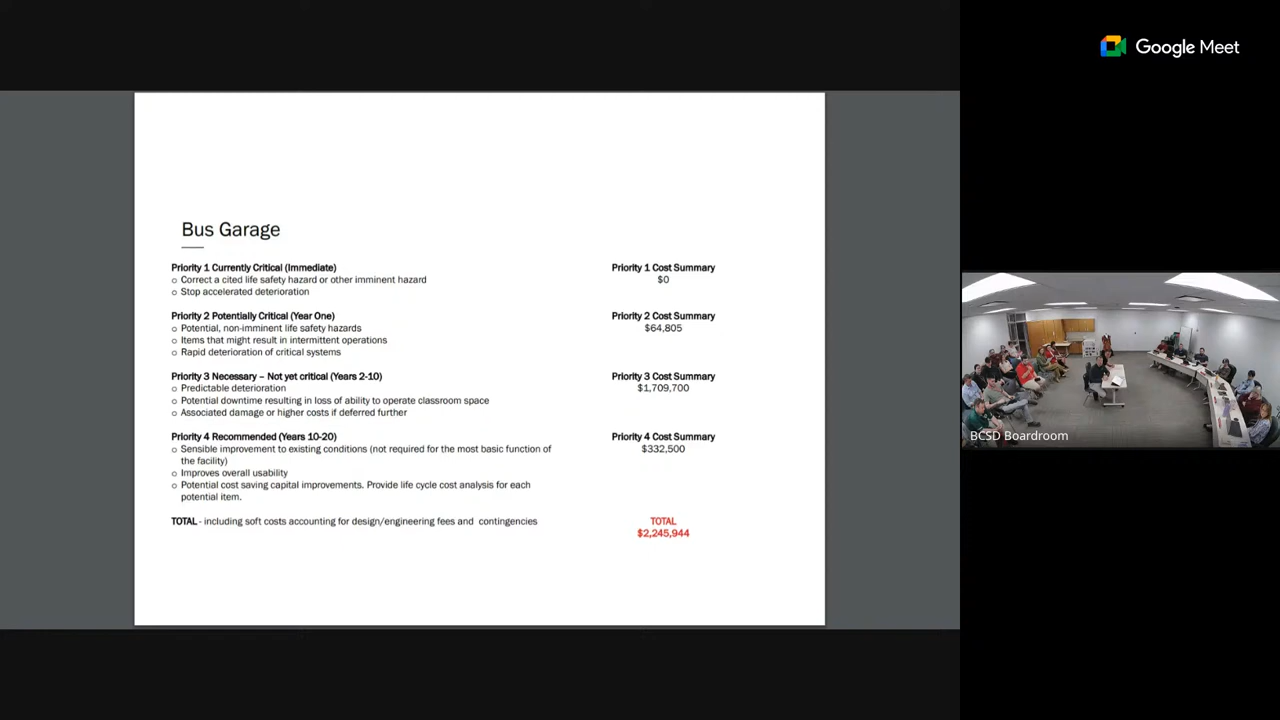 Google Meet
Bus Garage
Priority 1 Currently Critical (Immediate)
o Correct a cited life safety hazard or other imminent hazard
o Stop accelerated deterioration
Priority 1 Cost Summary
$0
Priority 2 Potentially Critical (Year One)
o Potential, non-imminent life safety hazards
o Items that might result in intermittent operations
o Rapid deterioration of critical systems
Priority 2 Cost Summary
$64,805
Priority 3 Necessary – Not yet critical (Years 2-10)
o Predictable deterioration
o Potential downtime resulting in loss of ability to operate classroom space
o Associated damage or higher costs if deferred further
Priority 3 Cost Summary
$1,709,700
Priority 4 Recommended (Years 10-20)
o Sensible improvement to existing conditions (not required for the most basic function of
the facility)
o Improves overall usability
o Potential cost saving capital improvements. Provide life cycle cost analysis for each
potential item.
Priority 4 Cost Summary
$332,500
TOTAL - including soft costs accounting for design/engineering fees and contingencies
TOTAL
$2,245,944
BCSD Boardroom